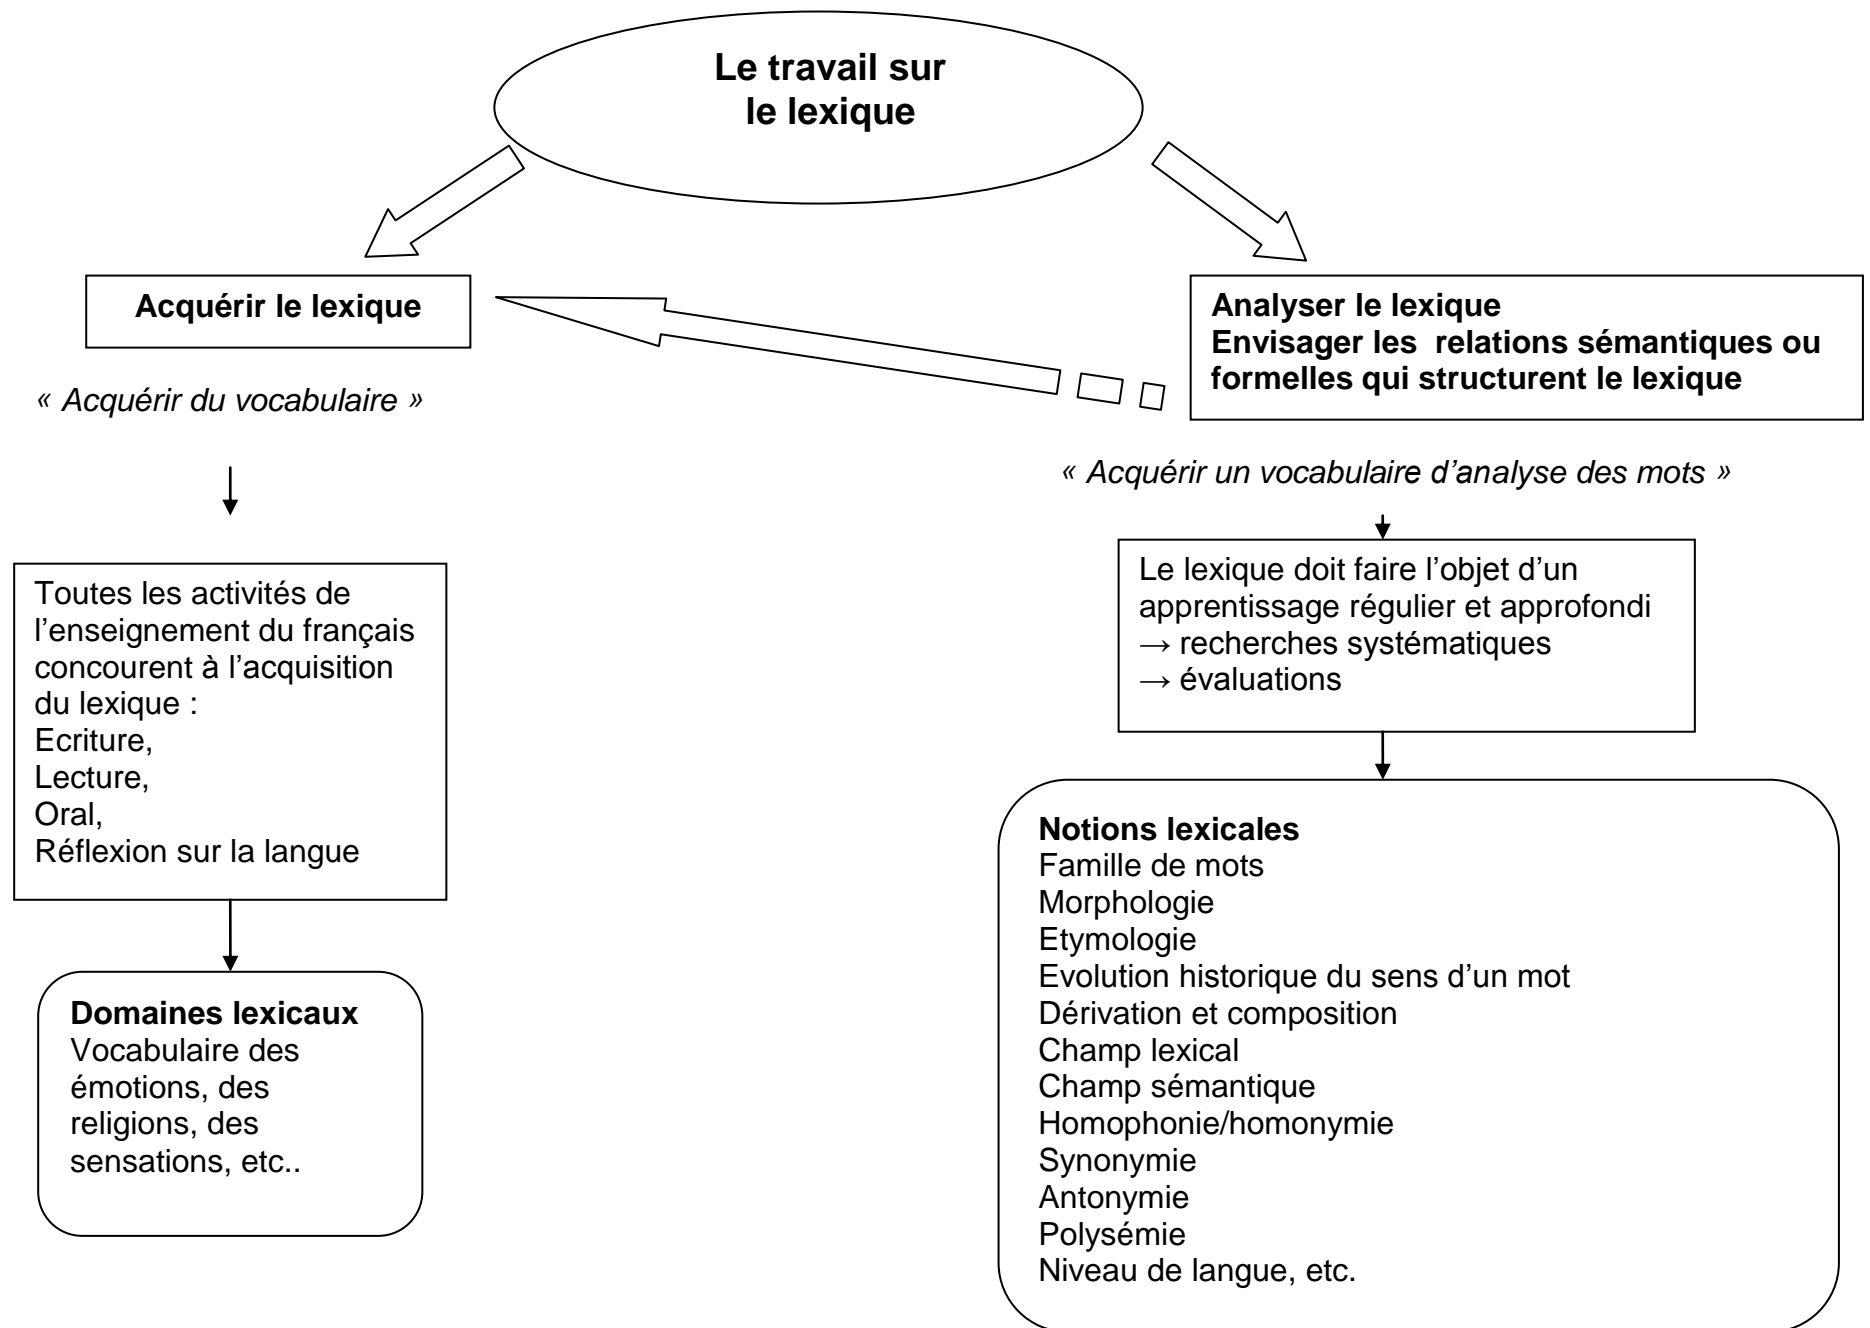 Le travail sur
le lexique
Acquérir le lexique
« Acquérir du vocabulaire »
Toutes les activités de
l’enseignement du français
concourent à l’acquisition
du lexique :
Ecriture,
Lecture,
Oral,
Réflexion sur la langue
Domaines lexicaux
Vocabulaire des
émotions, des
religions, des
sensations, etc..
Analyser le lexique
Envisager les relations sémantiques ou
formelles qui structurent le lexique
« Acquérir un vocabulaire d’analyse des mots »
Le lexique doit faire l’objet d’un
apprentissage régulier et approfondi
→ recherches systématiques
→ évaluations
Notions lexicales
Famille de mots
Morphologie
Etymologie
Evolution historique du sens d’un mot
Dérivation et composition
Champ lexical
Champ sémantique
Homophonie/homonymie
Synonymie
Antonymie
Polysémie
Niveau de langue, etc.